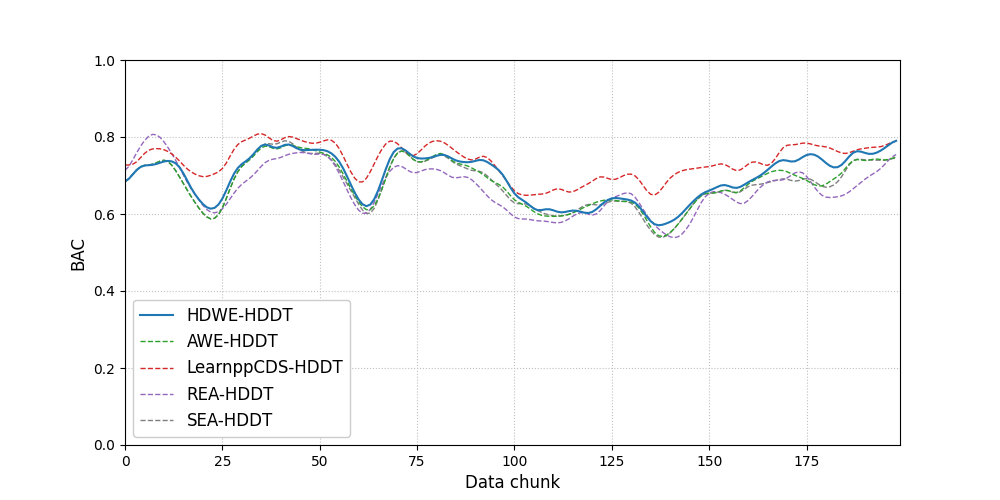 1.0
0.8
0.6
0.4
0.2
0.0
BAC
HDWE-HDDT
AWE-HDDT
LearnppCDS-HDDT
REA-HDDT
SEA-HDDT
0 25 50 75 100 125 150 175
Data chunk